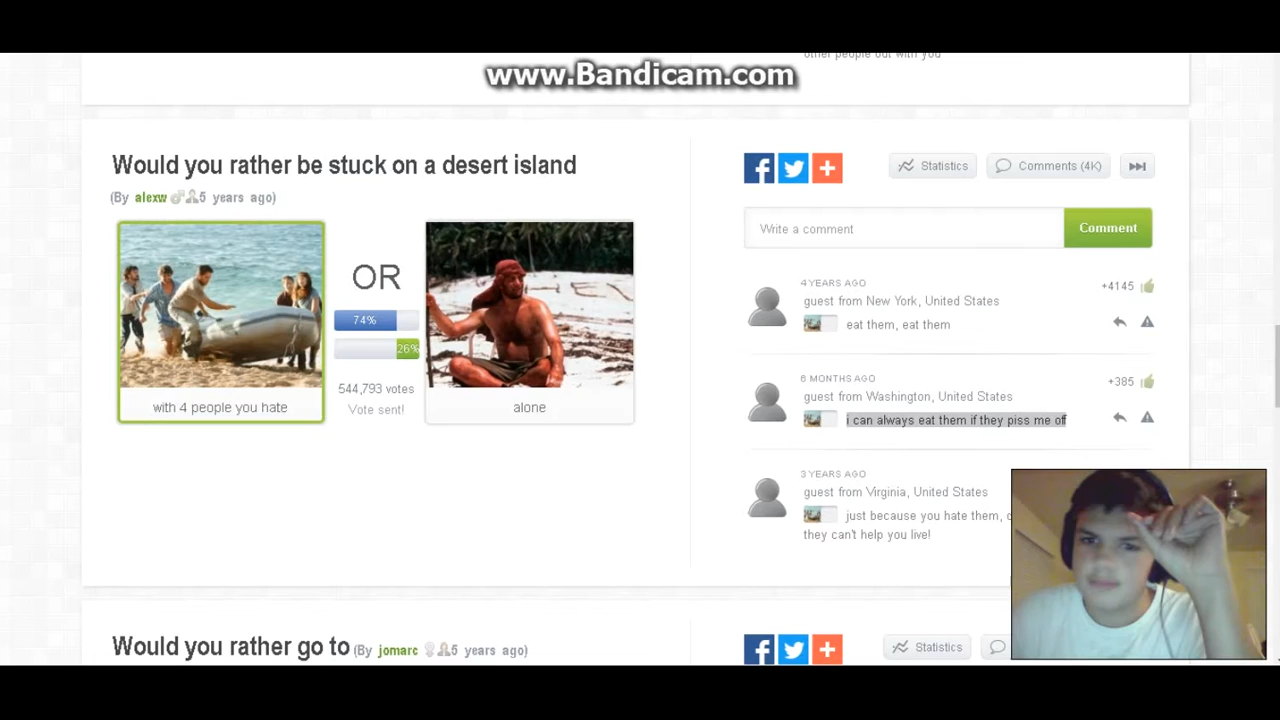 other people out with you
www.Bandicam.com
Would you rather be stuck on a desert island
(By alexw 5 years ago)
with 4 people you hate
OR
74%
26%
544,793 votes
Vote sent!
alone
Statistics
Comments (4K)
Write a comment
Comment
4 YEARS AGO
+4145
guest from New York, United States
eat them, eat them
6 MONTHS AGO
+385
guest from Washington, United States
i can always eat them if they piss me off
3 YEARS AGO
guest from Virginia, United States
just because you hate them,
they can't help you live!
Would you rather go to (By jomarc 5 years ago)
Statistics